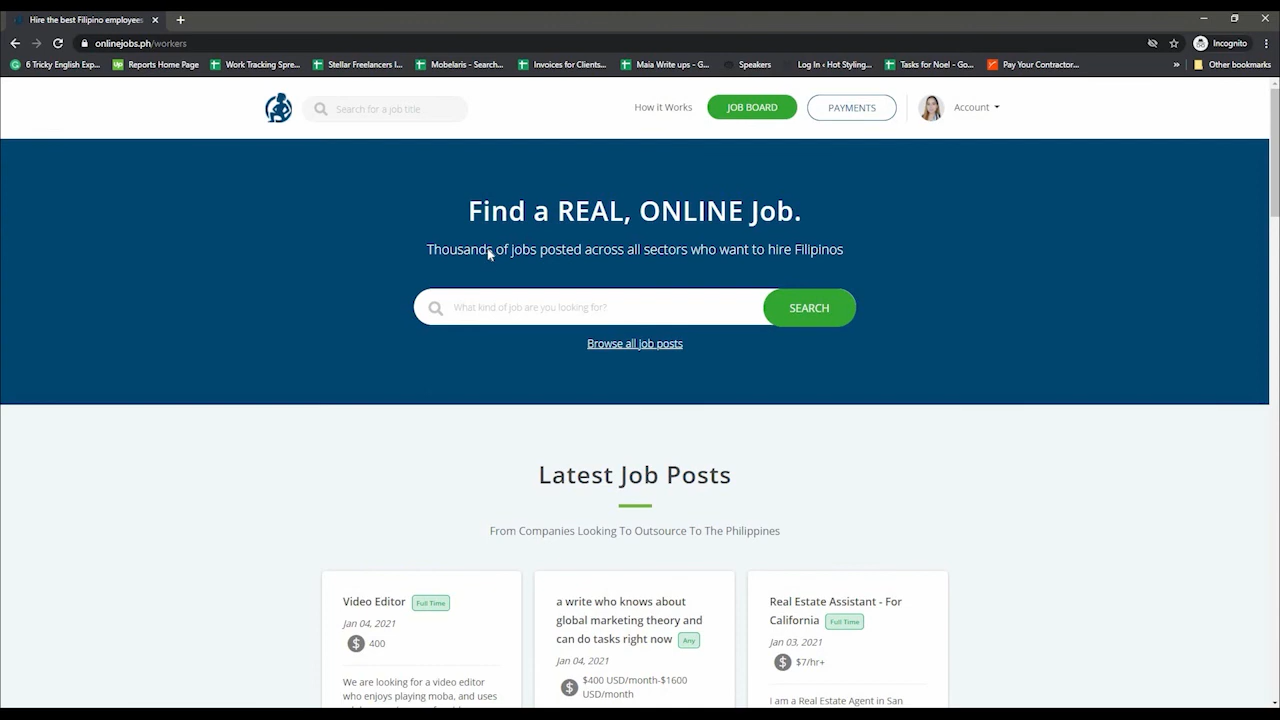 Hire the best Filipino employees
onlinejobs.ph/workers
Incognito
6 Tricky English Exp...
Up
Reports Home Page
Work Tracking Spre...
Stellar Freelancers I...
Mobelaris - Search...
Invoices for Clients...
Maia Write ups - G...
Speakers
Log In ‹ Hot Styling...
Tasks for Noel - Go...
Pay Your Contractor...
»
Other bookmarks
Search for a job title
How it Works
JOB BOARD
PAYMENTS
Account
Find a REAL, ONLINE Job.
Thousands of jobs posted across all sectors who want to hire Filipinos
What kind of job are you looking for?
SEARCH
Browse all job posts
Latest Job Posts
From Companies Looking To Outsource To The Philippines
Video Editor Full Time
Jan 04, 2021
$ 400
We are looking for a video editor
who enjoys playing moba, and uses
a write who knows about
global marketing theory and
can do tasks right now Any
Jan 04, 2021
$ $400 USD/month-$1600
USD/month
Real Estate Assistant - For
California Full Time
Jan 03, 2021
$ $7/hr+
I am a Real Estate Agent in San